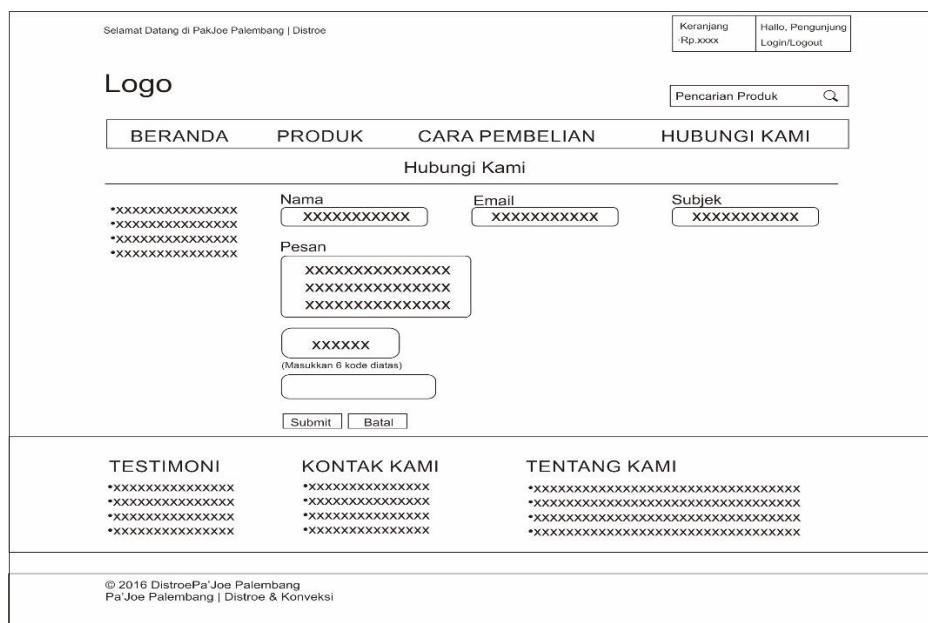 Selamat Datang di PakJoe Palembang | Distroe
Keranjang
·Rp.xxxx
Hallo, Pengunjung
Login/Logout
Logo
Pencarian Produk
BERANDA PRODUK CARA PEMBELIAN HUBUNGI KAMI
Hubungi Kami
•xxxxxxxxxxxxxxx
•xxxxxxxxxxxxxxx
•xxxxxxxxxxxxxxx
•xxxxxxxxxxxxxxx
Nama
xxxxxxxxxxx
Email
xxxxxxxxxxx
Subjek
xxxxxxxxxxx
Pesan
xxxxxxxxxxxxxxx
xxxxxxxxxxxxxxx
xxxxxxxxxxxxxxx
xxxxxx
(Masukkan 6 kode diatas)
Submit Batal
TESTIMONI
•xxxxxxxxxxxxxxx
•xxxxxxxxxxxxxxx
•xxxxxxxxxxxxxxx
•xxxxxxxxxxxxxxx
KONTAK KAMI
•xxxxxxxxxxxxxxx
•xxxxxxxxxxxxxxx
•xxxxxxxxxxxxxxx
•xxxxxxxxxxxxxxx
TENTANG KAMI
•xxxxxxxxxxxxxxxxxxxxxxxxxxxxxxxxx
•xxxxxxxxxxxxxxxxxxxxxxxxxxxxxxxxx
•xxxxxxxxxxxxxxxxxxxxxxxxxxxxxxxxx
•xxxxxxxxxxxxxxxxxxxxxxxxxxxxxxxxx
© 2016 DistroePa'Joe Palembang
Pa'Joe Palembang | Distroe & Konveksi